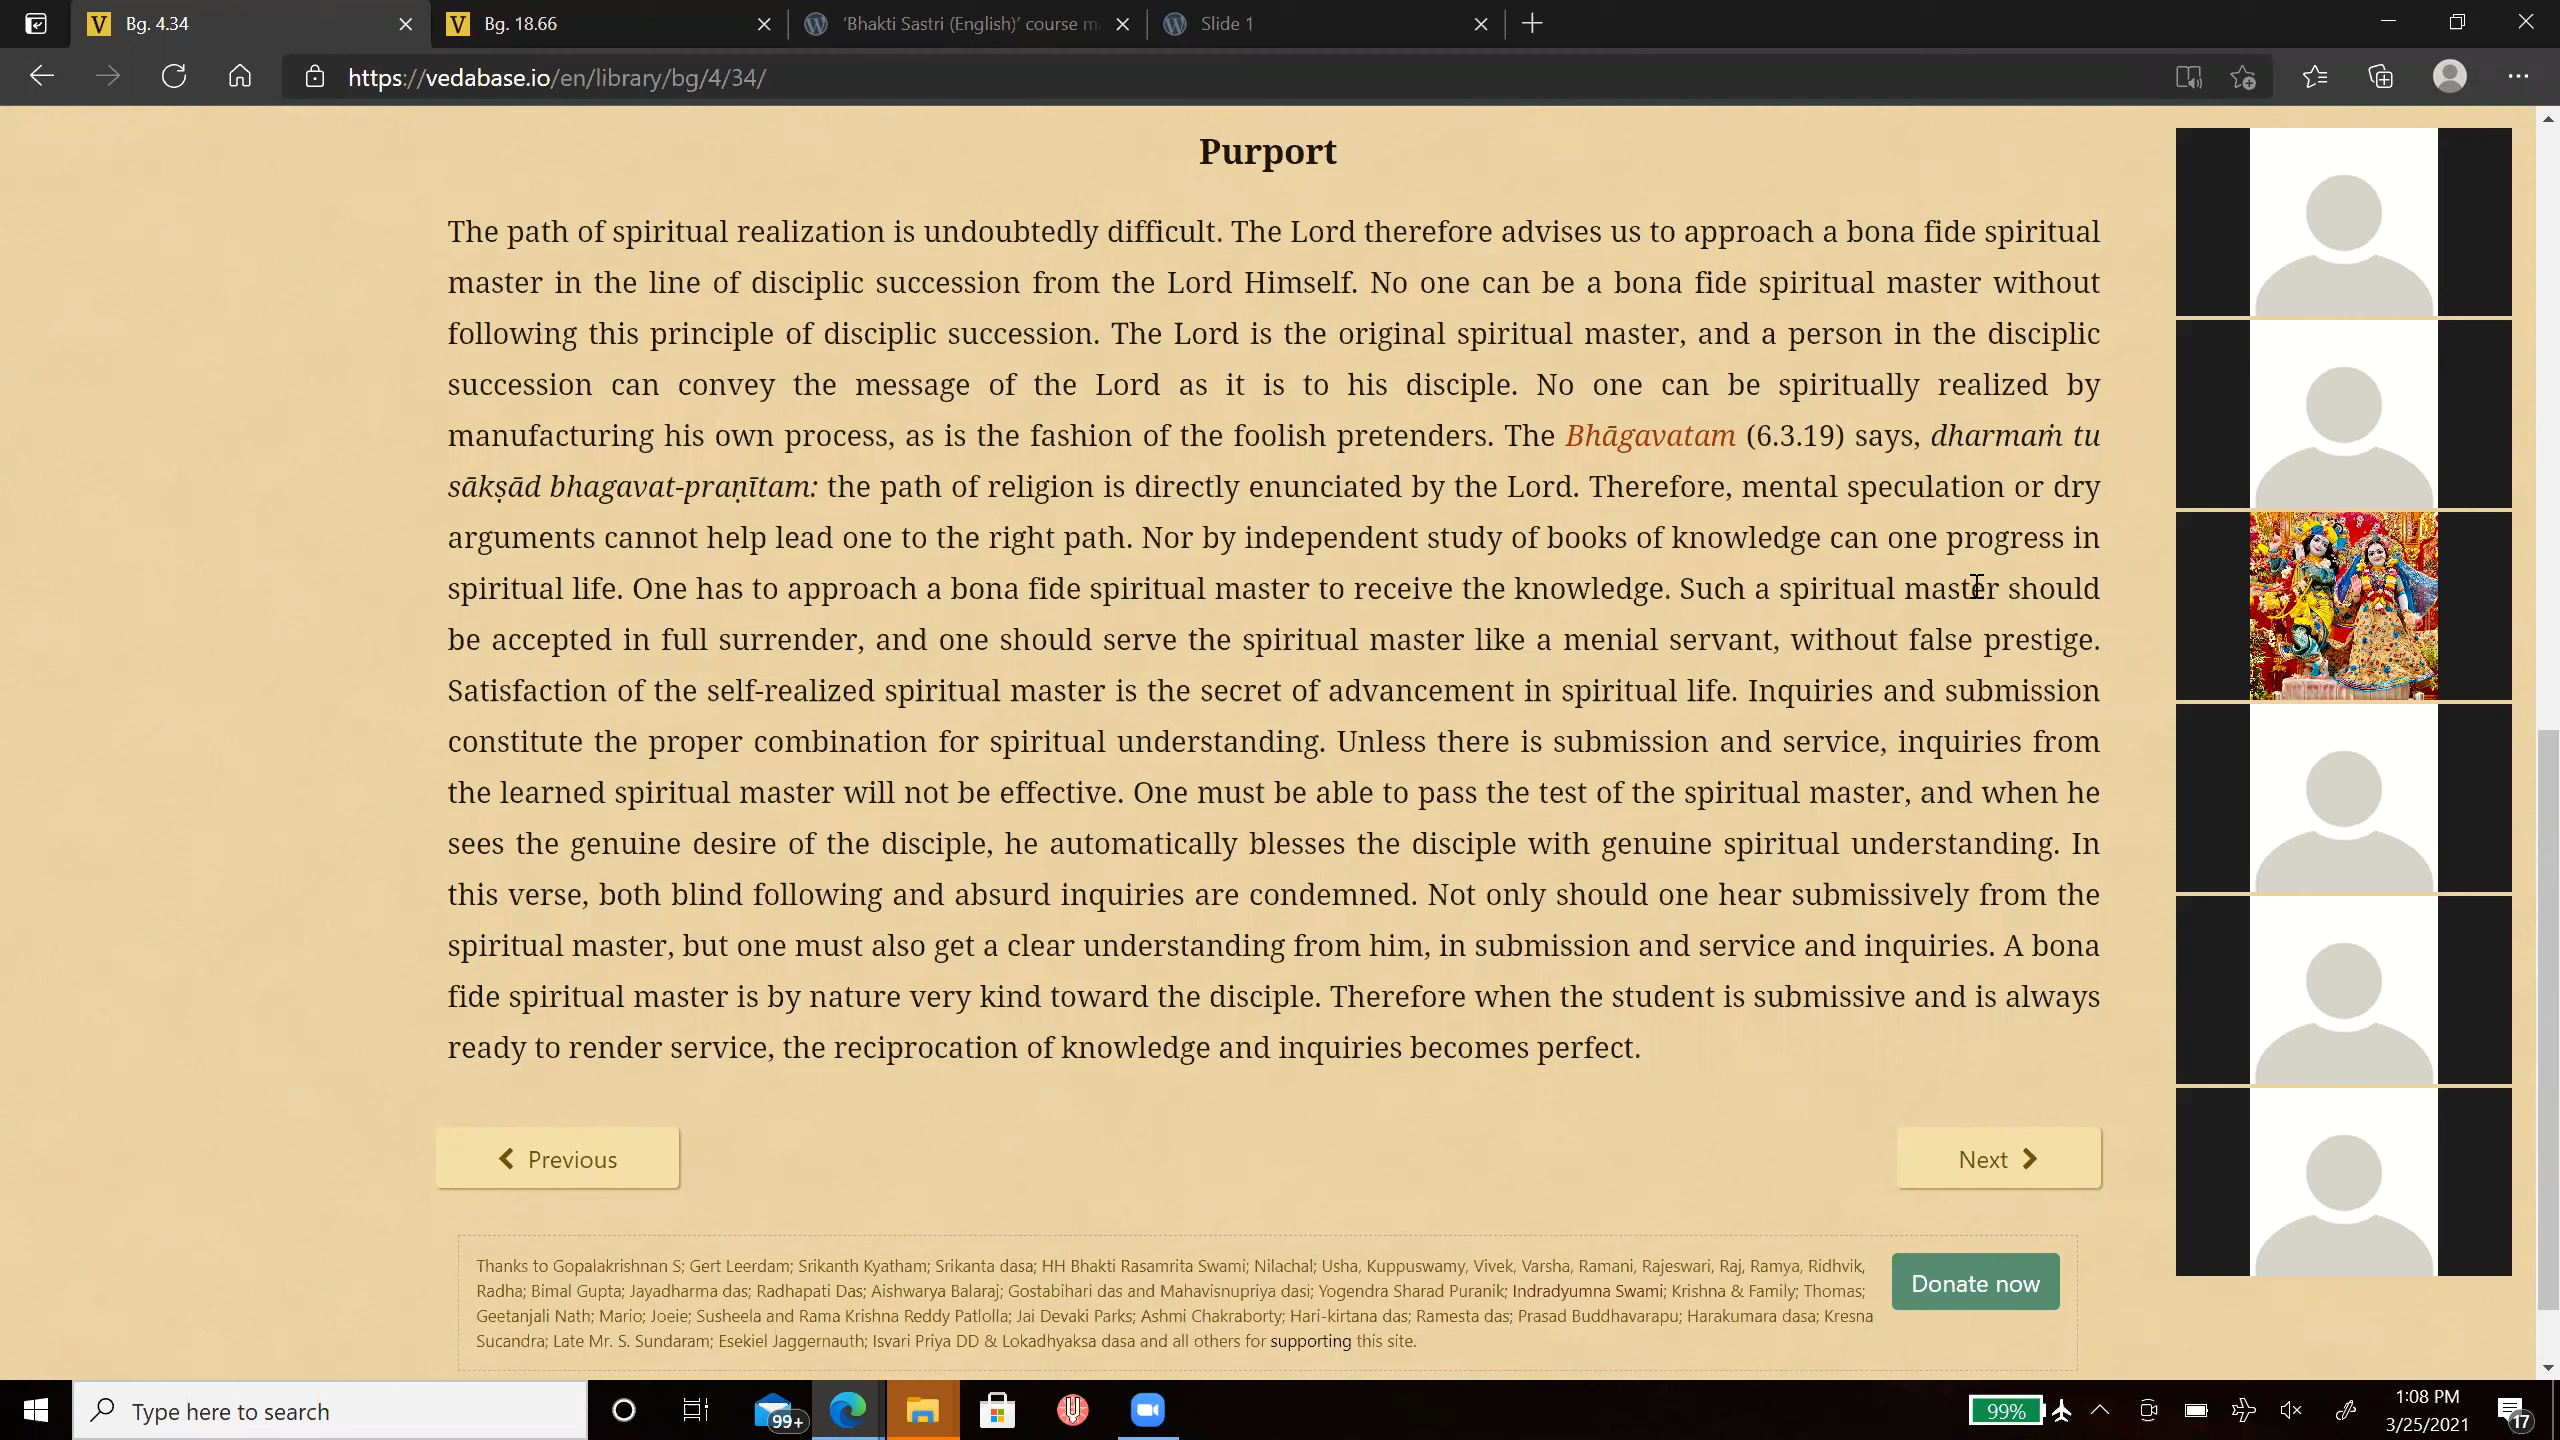 Bg. 4.34
Bg. 18.66
'Bhakti Sastri (English)' course m
Slide 1
https://vedabase.io/en/library/bg/4/34/
Purport
The path of spiritual realization is undoubtedly difficult. The Lord therefore advises us to approach a bona fide spiritual
master in the line of disciplic succession from the Lord Himself. No one can be a bona fide spiritual master without
following this principle of disciplic succession. The Lord is the original spiritual master, and a person in the disciplic
succession can convey the message of the Lord as it is to his disciple. No one can be spiritually realized by
manufacturing his own process, as is the fashion of the foolish pretenders. The Bhāgavatam (6.3.19) says, dharmaṁ tu
sākṣād bhagavat-praṇītam: the path of religion is directly enunciated by the Lord. Therefore, mental speculation or dry
arguments cannot help lead one to the right path. Nor by independent study of books of knowledge can one progress in
spiritual life. One has to approach a bona fide spiritual master to receive the knowledge. Such a spiritual master should
be accepted in full surrender, and one should serve the spiritual master like a menial servant, without false prestige.
Satisfaction of the self-realized spiritual master is the secret of advancement in spiritual life. Inquiries and submission
constitute the proper combination for spiritual understanding. Unless there is submission and service, inquiries from
the learned spiritual master will not be effective. One must be able to pass the test of the spiritual master, and when he
sees the genuine desire of the disciple, he automatically blesses the disciple with genuine spiritual understanding. In
this verse, both blind following and absurd inquiries are condemned. Not only should one hear submissively from the
spiritual master, but one must also get a clear understanding from him, in submission and service and inquiries. A bona
fide spiritual master is by nature very kind toward the disciple. Therefore when the student is submissive and is always
ready to render service, the reciprocation of knowledge and inquiries becomes perfect.
Previous
Next
Thanks to Gopalakrishnan S; Gert Leerdam; Srikanth Kyatham; Srikanta dasa; HH Bhakti Rasamrita Swami; Nilachal; Usha, Kuppuswamy, Vivek, Varsha, Ramani, Rajeswari, Raj, Ramya, Ridhvik,
Radha; Bimal Gupta; Jayadharma das; Radhapati Das; Aishwarya Balaraj; Gostabihari das and Mahavisnupriya dasi; Yogendra Sharad Puranik; Indradyumna Swami; Krishna & Family; Thomas;
Geetanjali Nath; Mario; Joeie; Susheela and Rama Krishna Reddy Patlolla; Jai Devaki Parks; Ashmi Chakraborty; Hari-kirtana das; Ramesta das; Prasad Buddhavarapu; Harakumara dasa; Kresna
Sucandra; Late Mr. S. Sundaram; Esekiel Jaggernauth; Isvari Priya DD & Lokadhyaksa dasa and all others for supporting this site.
Donate now
Type here to search
99+
99%
1:08 PM
3/25/2021
17